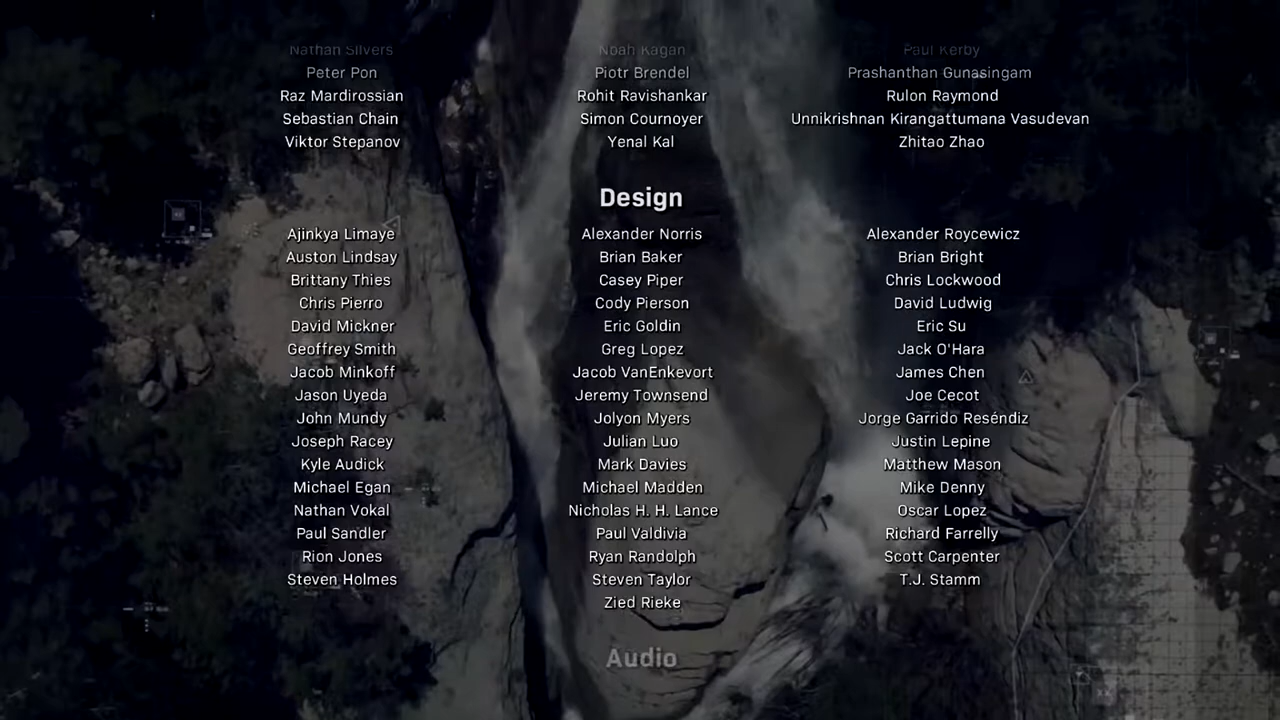 Nathan Silvers Noah Kagan Paul Kerby
Peter Pon Piotr Brendel Prashanthan Gunasingam
Raz Mardirossian Rohit Ravishankar Rulon Raymond
Sebastian Chain Simon Cournoyer Unnikrishnan Kirangattumana Vasudevan
Viktor Stepanov Yenal Kal Zhitao Zhao
Design
Ajinkya Limaye Alexander Norris Alexander Roycewicz
Auston Lindsay Brian Baker Brian Bright
Brittany Thies Casey Piper Chris Lockwood
Chris Pierro Cody Pierson David Ludwig
David Mickner Eric Goldin Eric Su
Geoffrey Smith Greg Lopez Jack O'Hara
Jacob Minkoff Jacob VanEnkevort James Chen
Jason Uyeda Jeremy Townsend Joe Cecot
John Mundy Jolyon Myers Jorge Garrido Reséndiz
Joseph Racey Julian Luo Justin Lepine
Kyle Audick Mark Davies Matthew Mason
Michael Egan Michael Madden Mike Denny
Nathan Vokal Nicholas H. H. Lance Oscar Lopez
Paul Sandler Paul Valdivia Richard Farrelly
Rion Jones Ryan Randolph Scott Carpenter
Steven Holmes Steven Taylor T.J. Stamm
Zied Rieke
Audio